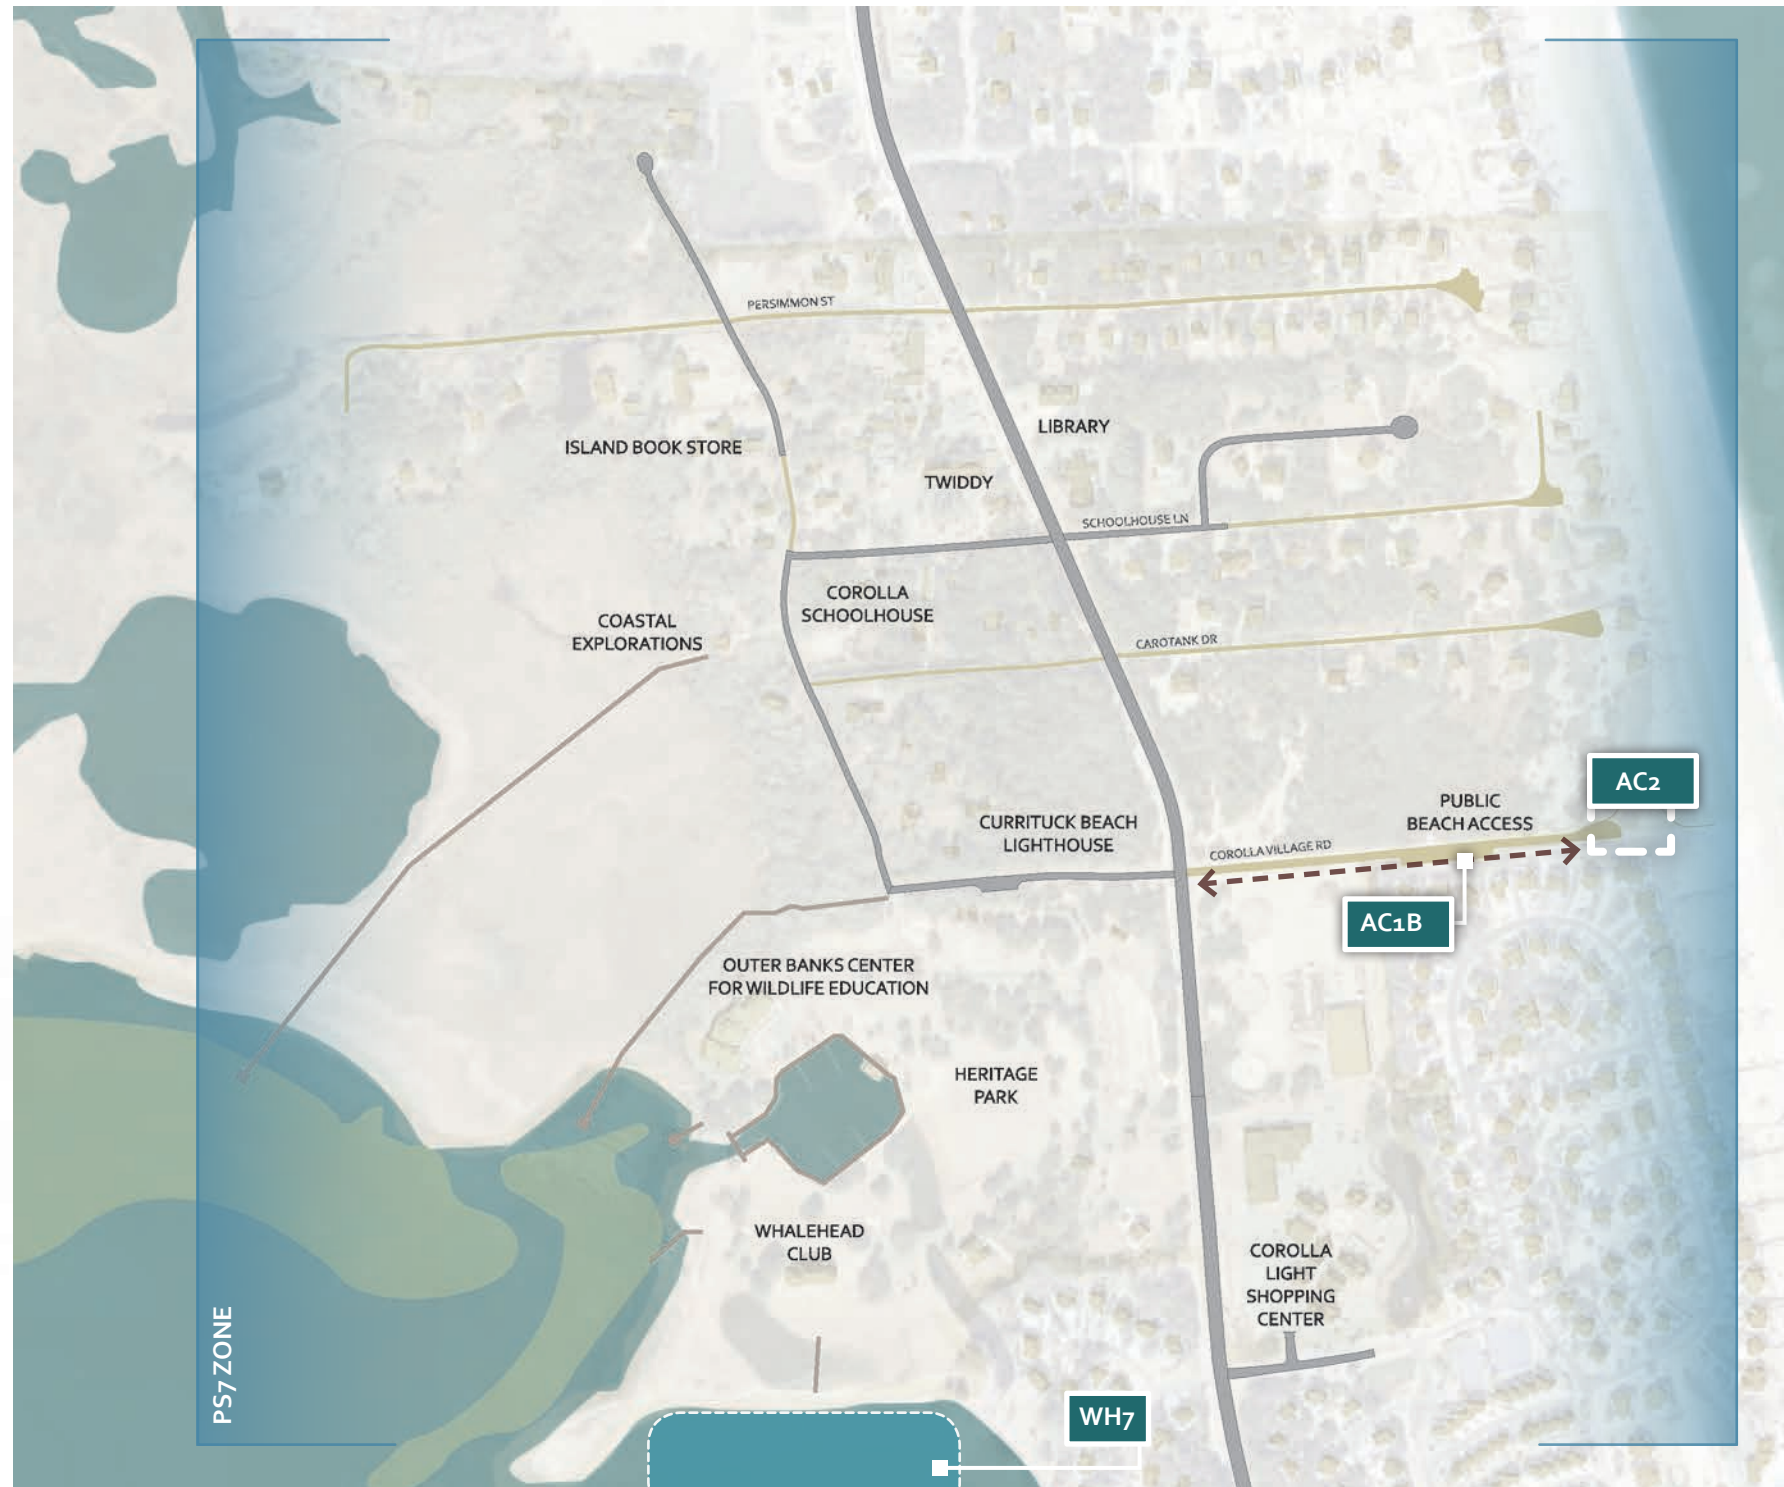 PERSIMMON ST
LIBRARY
ISLAND BOOK STORE
TWIDDY
SCHOOLHOUSE LN
COROLLA
SCHOOLHOUSE
COASTAL
EXPLORATIONS
CAROTANK DR
AC2
PUBLIC
BEACH ACCESS
CURRITUCK BEACH
LIGHTHOUSE
COROLLA VILLAGE RD
AC1B
OUTER BANKS CENTER
FOR WILDLIFE EDUCATION
HERITAGE
PARK
WHALEHEAD
CLUB
COROLLA
LIGHT
SHOPPING
CENTER
PS7 ZONE
WH7